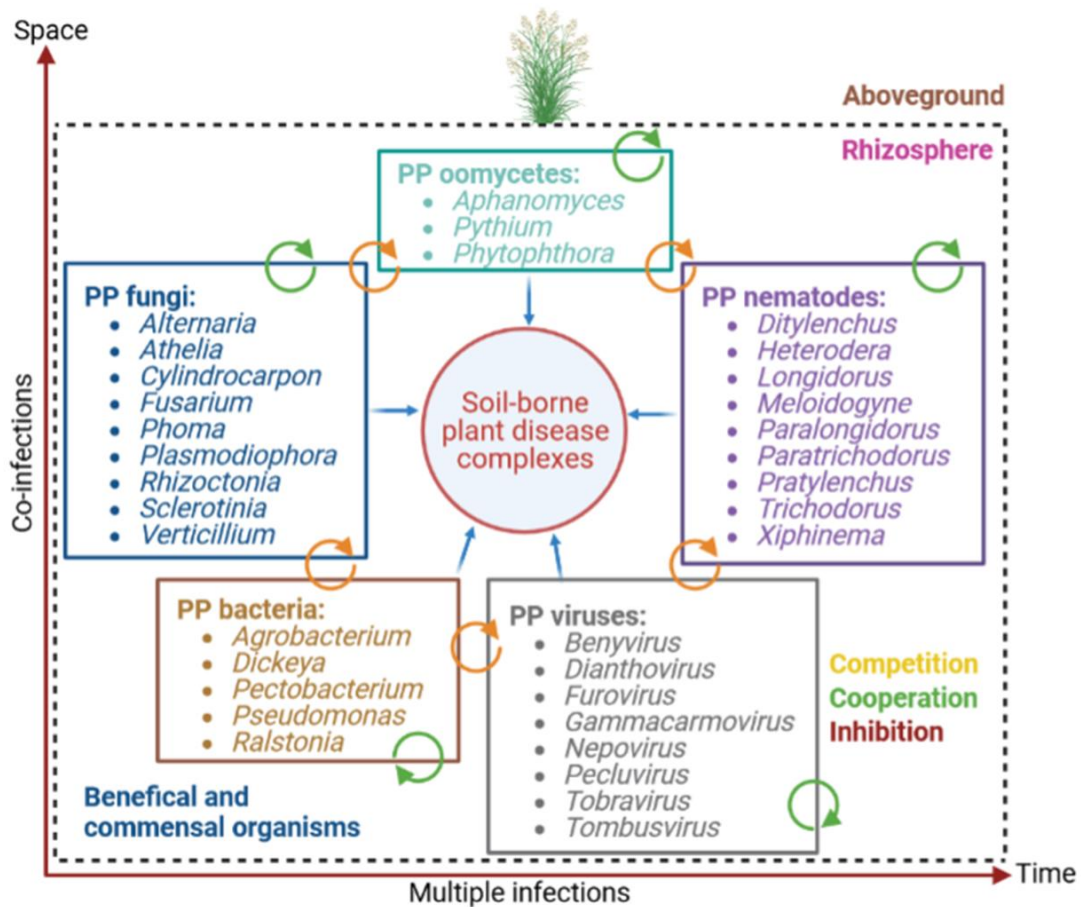 Space
Aboveground
Rhizosphere
PP oomycetes:
• Aphanomyces
• Pythium
• Phytophthora
PP fungi:
• Alternaria
• Athelia
• Cylindrocarpon
• Fusarium
• Phoma
• Plasmodiophora
• Rhizoctonia
• Sclerotinia
• Verticillium
PP nematodes:
• Ditylenchus
• Heterodera
• Longidorus
• Meloidogyne
• Paralongidorus
• Paratrichodorus
• Pratylenchus
• Trichodorus
• Xiphinema
Soil-borne
plant disease
complexes
Co-infections
PP bacteria:
• Agrobacterium
• Dickeya
• Pectobacterium
• Pseudomonas
• Ralstonia
PP viruses:
• Benyvirus
• Dianthovirus
• Furovirus
• Gammacarmovirus
• Nepovirus
• Pecluvirus
• Tobravirus
• Tombusvirus
Competition
Cooperation
Inhibition
Benefical and
commensal organisms
Time
Multiple infections